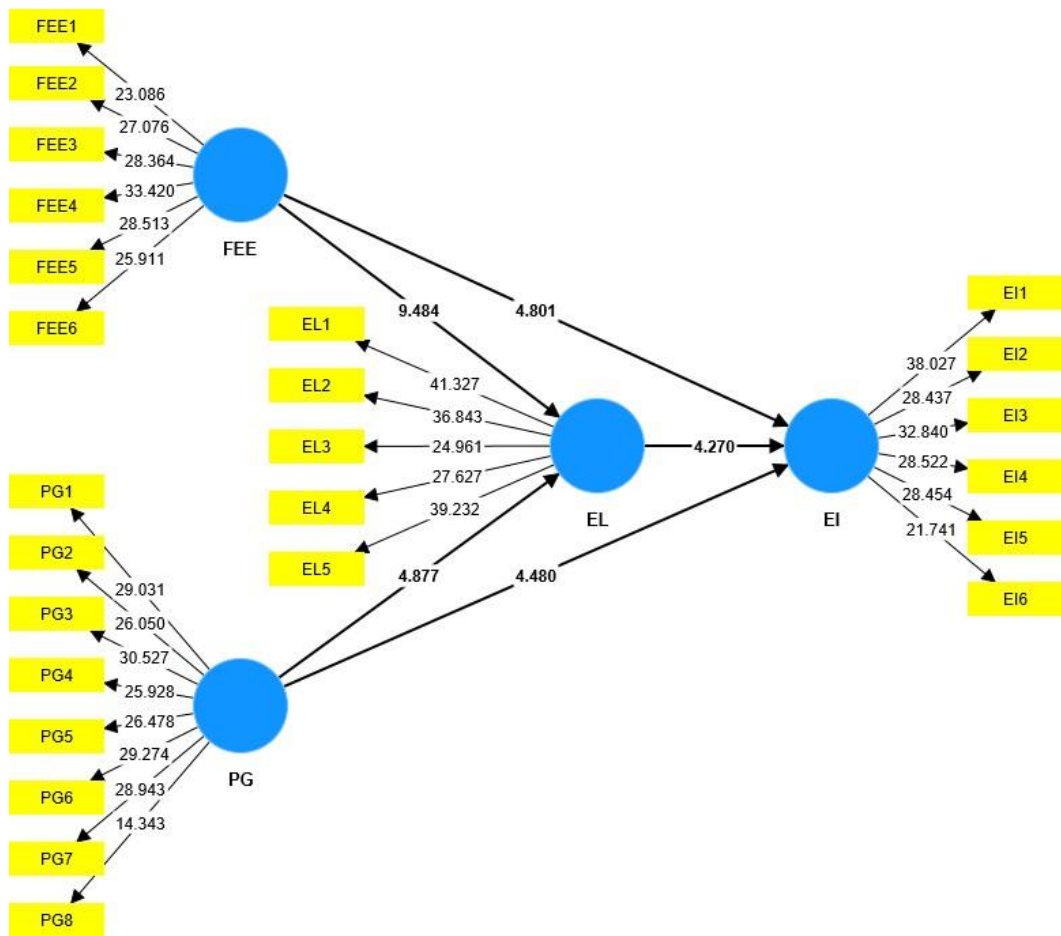 FEE1
FEE2
FEE3
FEE4
FEE5
FEE6
23.086
27.076
28.364
33.420
28.513
25.911
FEE
9.484
4.801
EL1
EL2
EL3
EL4
EL5
41.327
36.843
24.961
27.627
39.232
EL
4.270
EI
EI1
EI2
EI3
EI4
EI5
EI6
38.027
28.437
32.840
28.522
28.454
21.741
4.877
4.480
PG1
PG2
PG3
PG4
PG5
PG6
PG7
PG8
29.031
26.050
30.527
25.928
26.478
29.274
28.943
14.343
PG